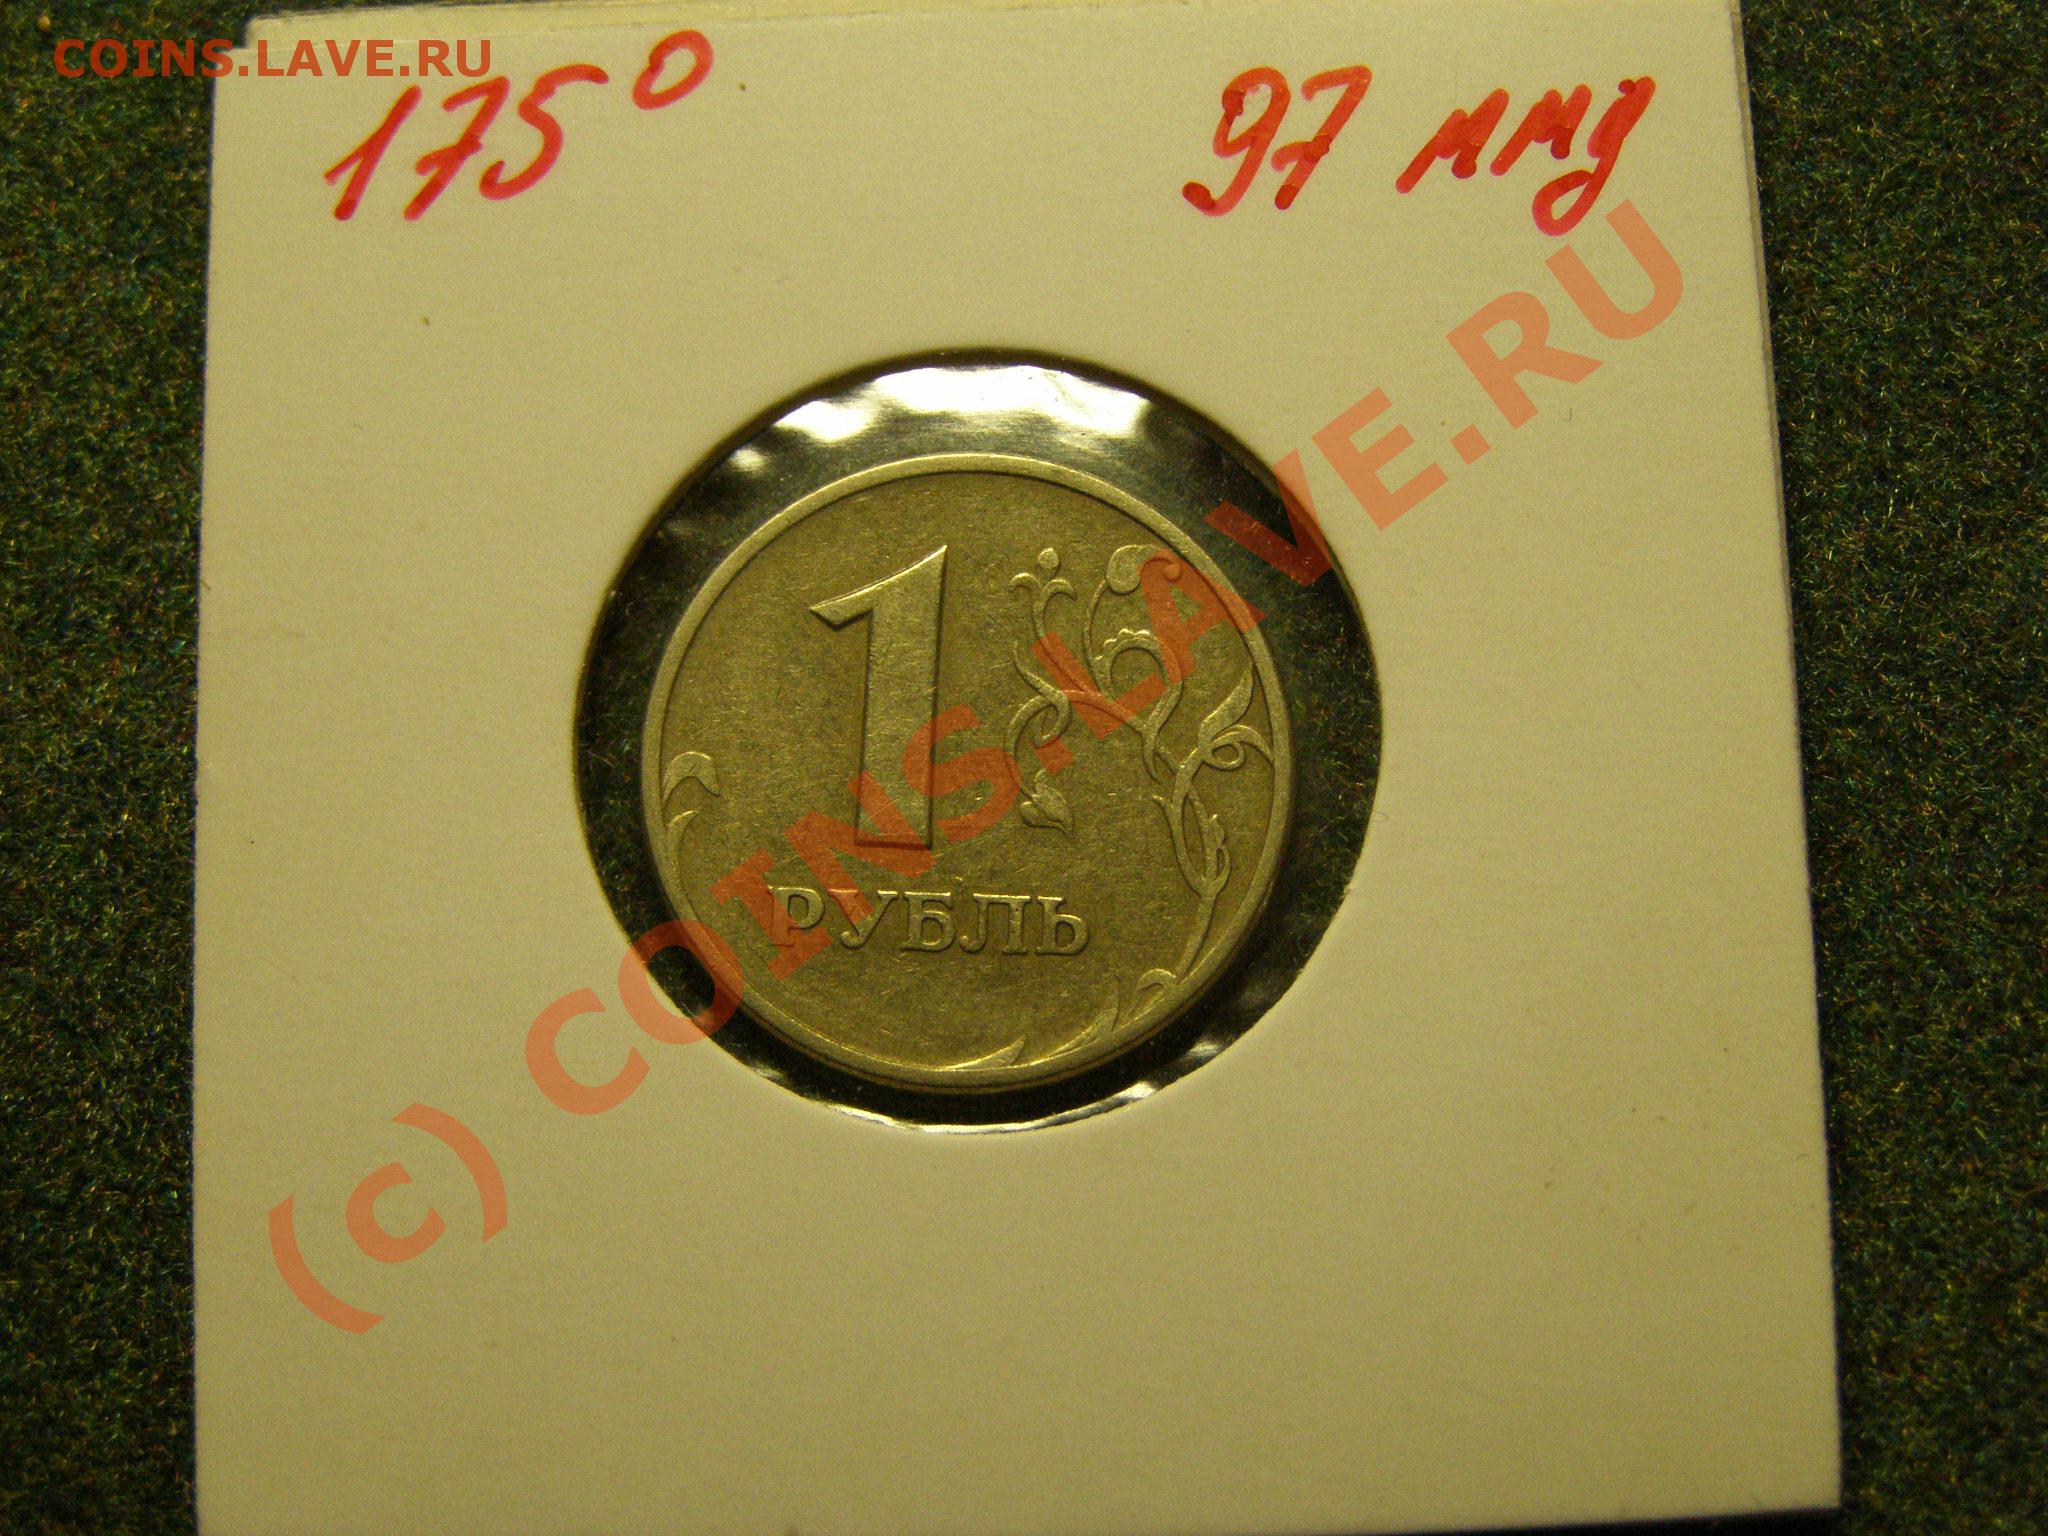 COINS.LAVE.RU
175° 97 ммд
1
РУБЛЬ
(c) COINS.LAVE.RU